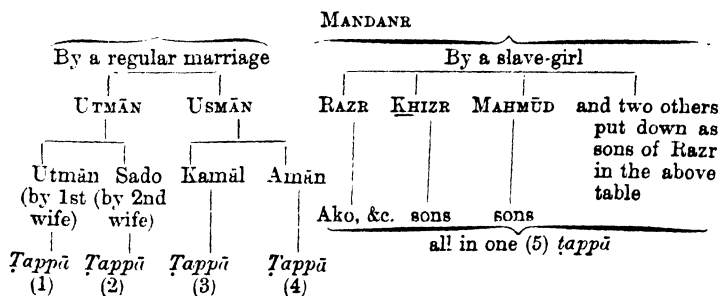 MANDANR
By a regular marriage By a slave-girl
UTMĀN USMĀN RAZR KHIZR MAHMŪD and two others
put down as
sons of Razr
in the above
table
Utmān Sado Kamāl Amān
(by 1st (by 2nd
wife) wife)
Ako, &c. sons sons
all in one (5) ṭappā
Ṭappā Ṭappā Ṭappā Ṭappā
(1) (2) (3) (4)